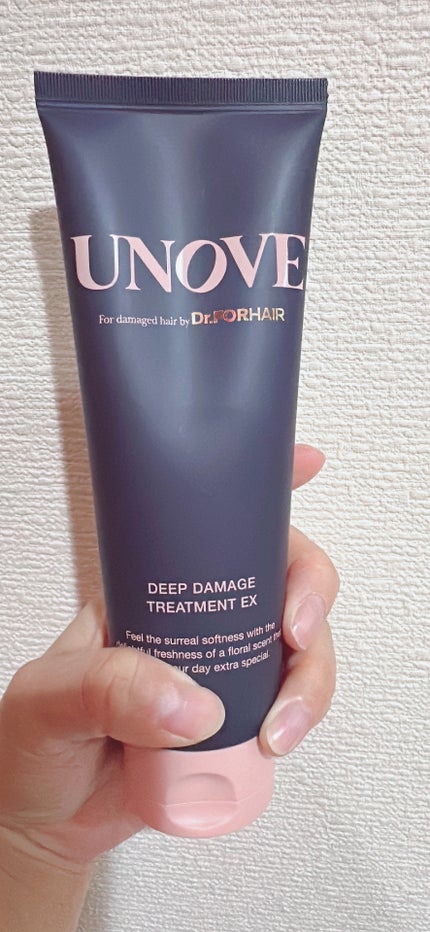 UNOVE
For damaged hair by Dr.FORHAIR
DEEP DAMAGE
TREATMENT EX
Feel the surreal softness with the
delightful freshness of a floral scent
day extra special.